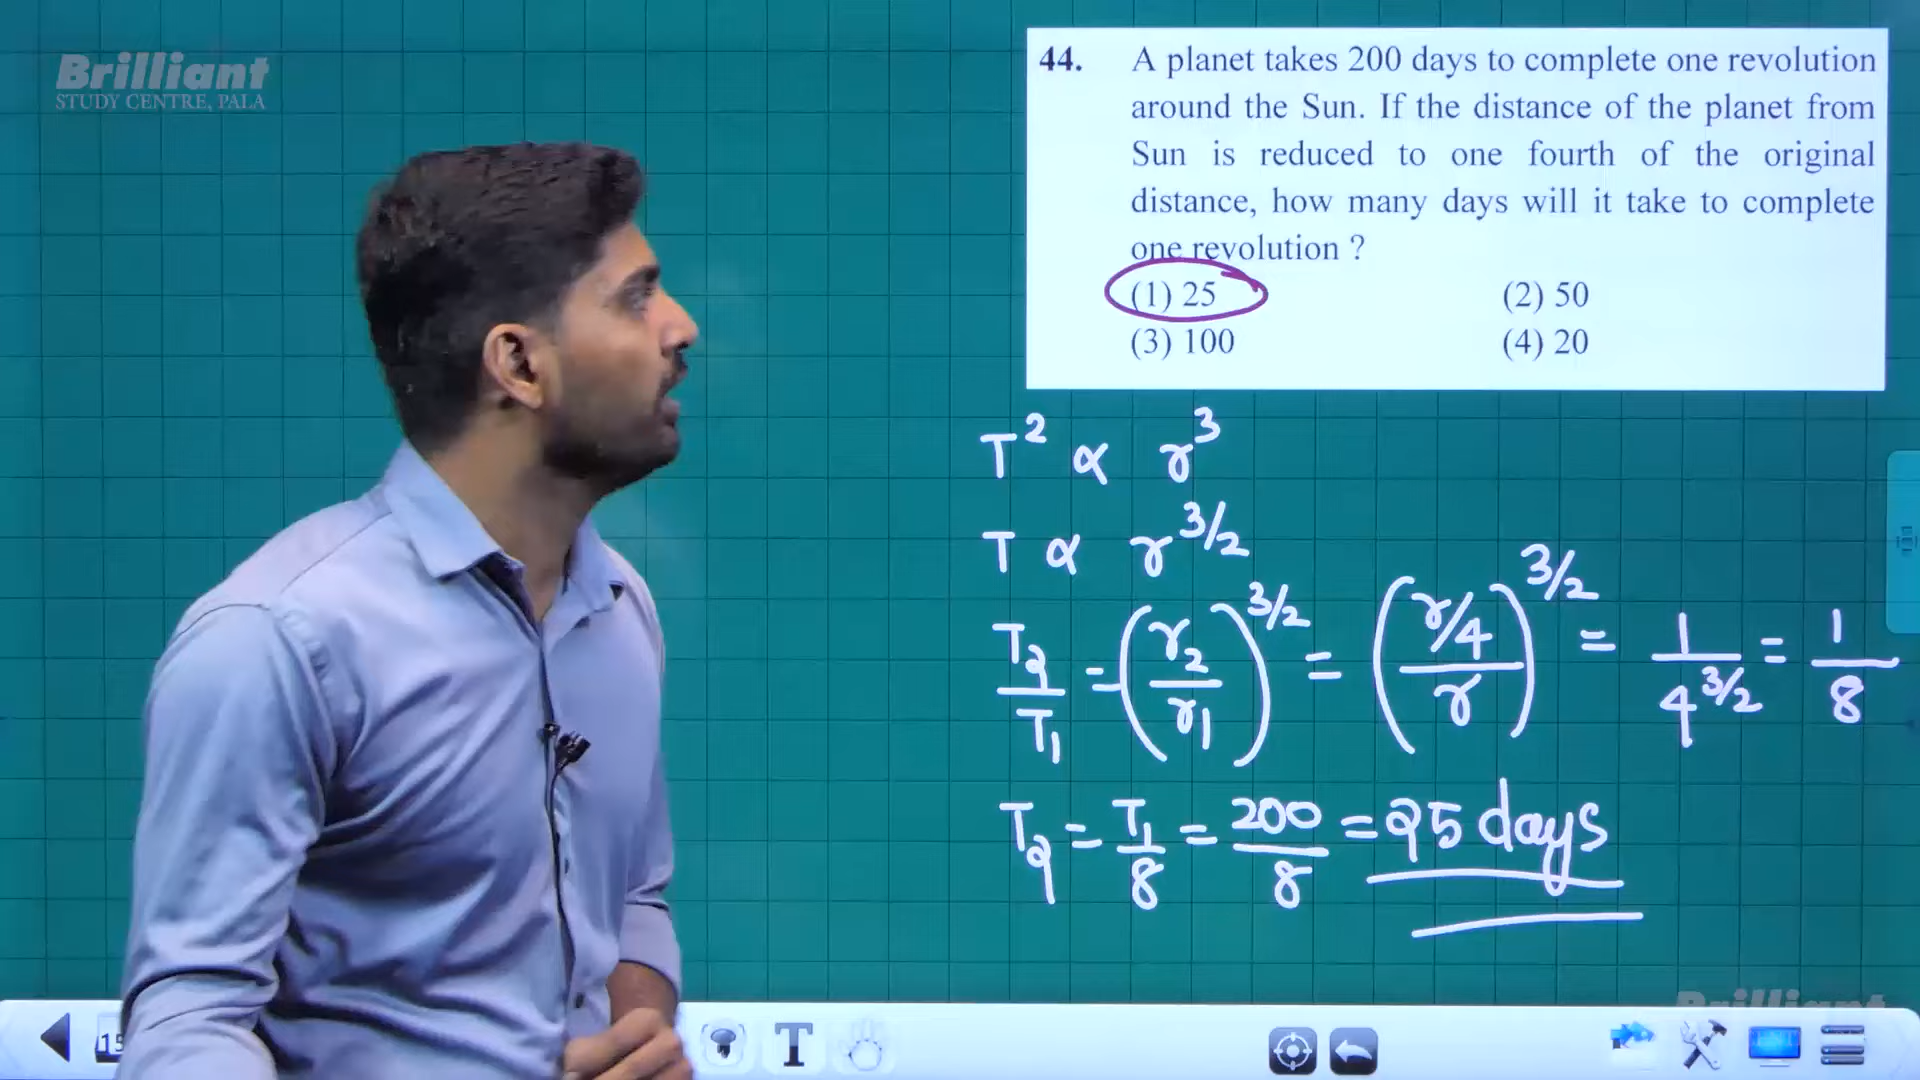 Brilliant
STUDY CENTRE, PALA
44. A planet takes 200 days to complete one revolution
around the Sun. If the distance of the planet from
Sun is reduced to one fourth of the original
distance, how many days will it take to complete
one revolution ?
(1) 25 (2) 50
(3) 100 (4) 20
T² ∝ r³
T ∝ r^3/2
T₂/T₁ = (r₂/r₁)^3/2 = ((r/4)/r)^3/2 = 1/4^3/2 = 1/8
T₂ = T₁/8 = 200/8 = 25 days
15
T
Brilliant